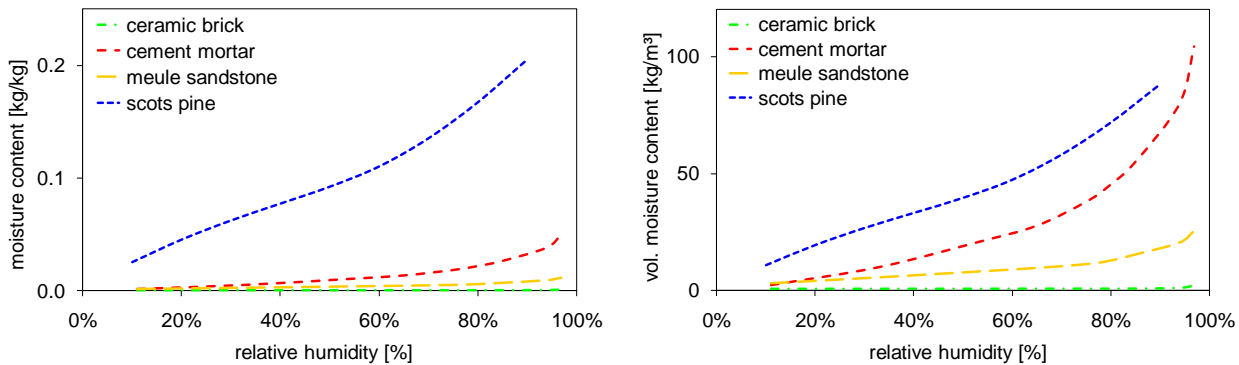 ceramic brick
cement mortar
meule sandstone
scots pine
moisture content [kg/kg]
0.2
0.1
0.0
0%
20%
40%
60%
80%
100%
relative humidity [%]
ceramic brick
cement mortar
meule sandstone
scots pine
vol. moisture content [kg/m³]
100
50
0
0%
20%
40%
60%
80%
100%
relative humidity [%]